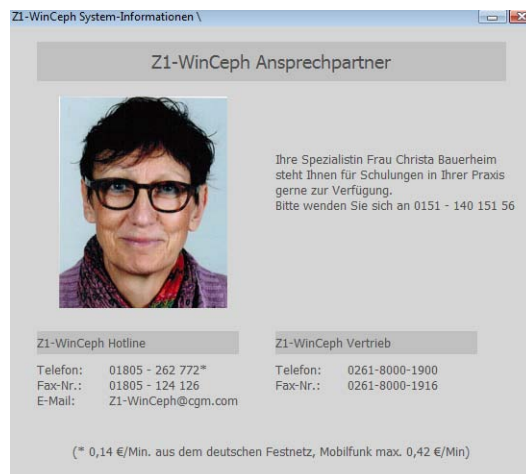 Z1-WinCeph System-Informationen \
Z1-WinCeph Ansprechpartner
Ihre Spezialistin Frau Christa Bauerheim
steht Ihnen für Schulungen in Ihrer Praxis
gerne zur Verfügung.
Bitte wenden Sie sich an 0151 - 140 151 56
Z1-WinCeph Hotline
Telefon: 01805 - 262 772*
Fax-Nr.: 01805 - 124 126
E-Mail: Z1-WinCeph@cgm.com
Z1-WinCeph Vertrieb
Telefon: 0261-8000-1900
Fax-Nr.: 0261-8000-1916
(* 0,14 €/Min. aus dem deutschen Festnetz, Mobilfunk max. 0,42 €/Min)